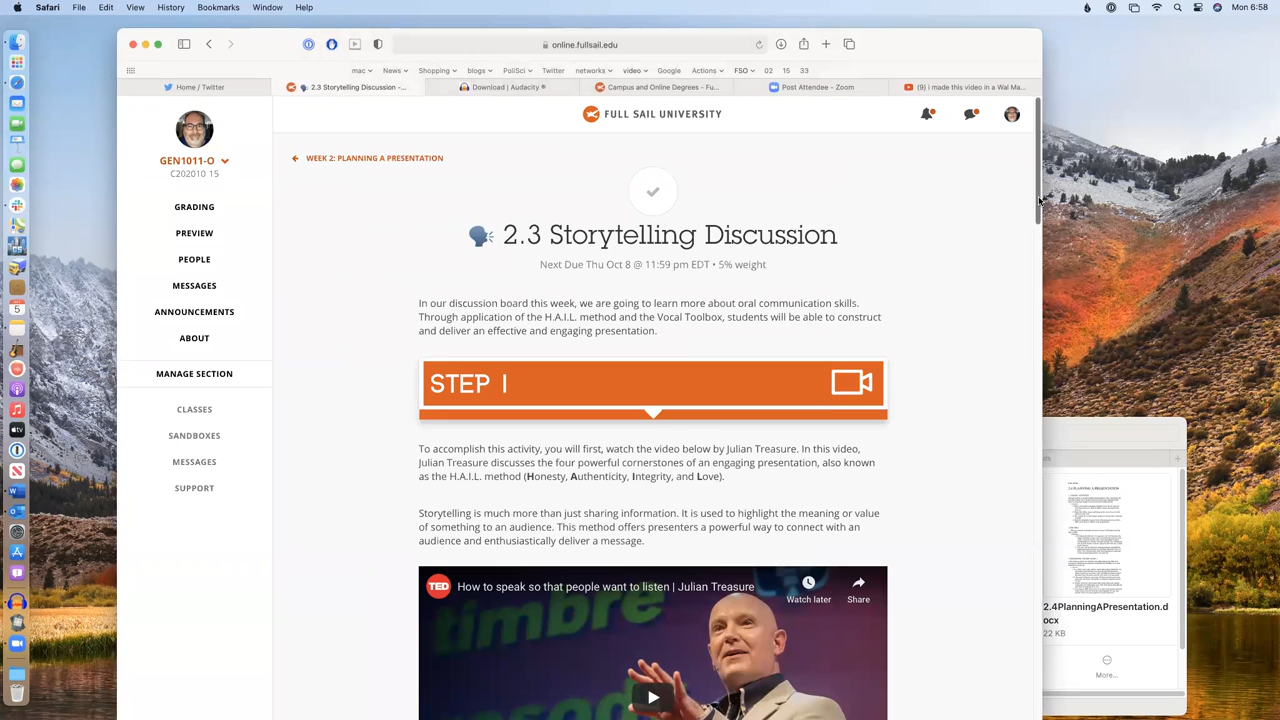 Safari File Edit View History Bookmarks Window Help
Mon 6:58
online.fullsail.edu
mac News Shopping blogs PoliSci Twitter networks video Google Actions FSO 02 15 33
Home / Twitter
2.3 Storytelling Discussion -...
Download | Audacity ®
Campus and Online Degrees - Fu...
Post Attendee - Zoom
(9) i made this video in a Wal Ma...
FULL SAIL UNIVERSITY
GEN1011-O
C202010 15
GRADING
PREVIEW
PEOPLE
MESSAGES
ANNOUNCEMENTS
ABOUT
MANAGE SECTION
CLASSES
SANDBOXES
MESSAGES
SUPPORT
WEEK 2: PLANNING A PRESENTATION
2.3 Storytelling Discussion
Next Due Thu Oct 8 @ 11:59 pm EDT • 5% weight
In our discussion board this week, we are going to learn more about oral communication skills.
Through application of the H.A.I.L. method and the Vocal Toolbox, students will be able to construct
and deliver an effective and engaging presentation.
STEP 1
To accomplish this activity, you will first, watch the video below by Julian Treasure. In this video,
Julian Treasure discusses the four powerful cornerstones of an engaging presentation, also known
as the H.A.I.L. method (Honesty, Authenticity, Integrity, and Love).
Storytelling is much more than just sharing information. It is used to highlight the meaning or value
of something to an audience. This method offers presenters a powerful way to connect with an
audience and enthusiastically deliver a message.
TED
Watch later
Share
2.4PlanningAPresentation.d
ocx
22 KB
More...